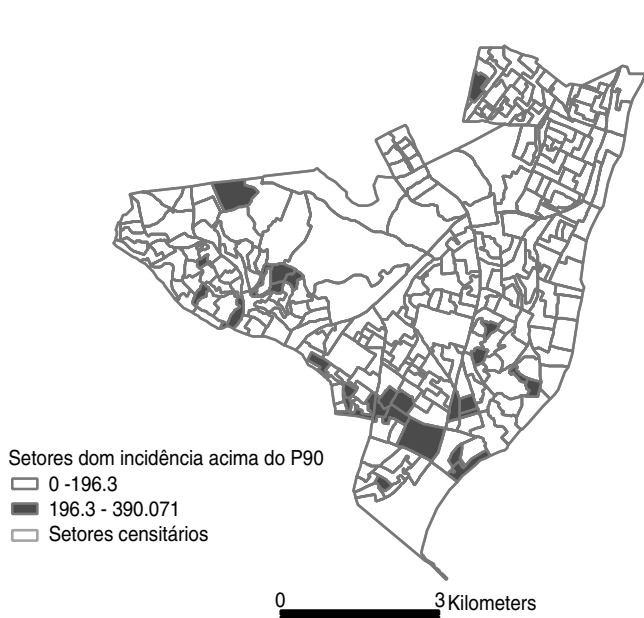 Setores dom incidência acima do P90
0 -196.3
196.3 - 390.071
Setores censitários
0 3 Kilometers